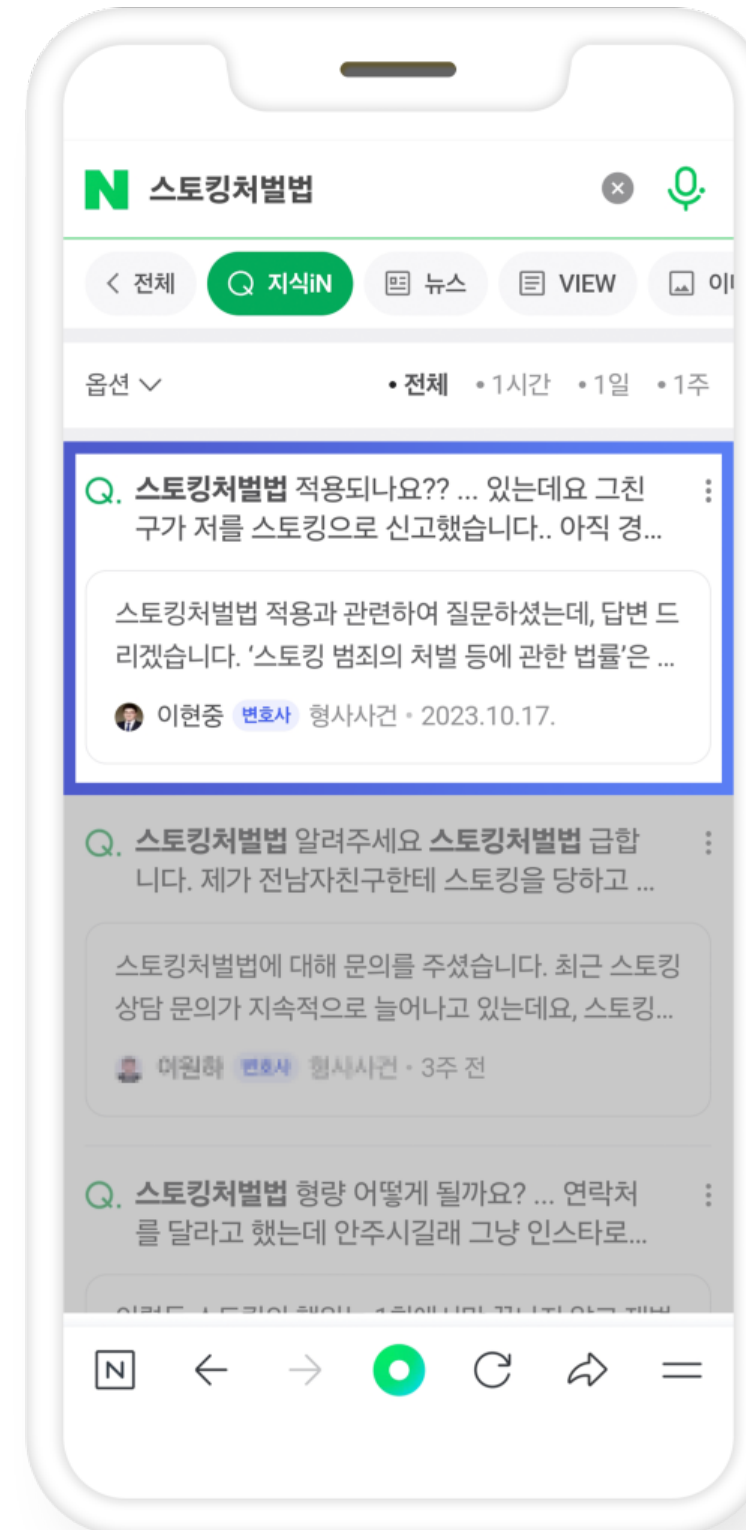 N 스토킹처벌법
전체 지식iN 뉴스 VIEW
옵션 • 전체 • 1시간 • 1일 • 1주
Q. 스토킹처벌법 적용되나요?? ... 있는데요 그친
구가 저를 스토킹으로 신고했습니다.. 아직 경...
스토킹처벌법 적용과 관련하여 질문하셨는데, 답변 드
리겠습니다. ‘스토킹 범죄의 처벌 등에 관한 법률’은 ...
이현중 변호사 형사사건 • 2023.10.17.
Q. 스토킹처벌법 알려주세요 스토킹처벌법 급합
니다. 제가 전남자친구한테 스토킹을 당하고 ...
스토킹처벌법에 대해 문의를 주셨습니다. 최근 스토킹
상담 문의가 지속적으로 늘어나고 있는데요, 스토킹...
변호사 형사사건 • 3주 전
Q. 스토킹처벌법 형량 어떻게 될까요? ... 연락처
를 달라고 했는데 안주시길래 그냥 인스타로...
N